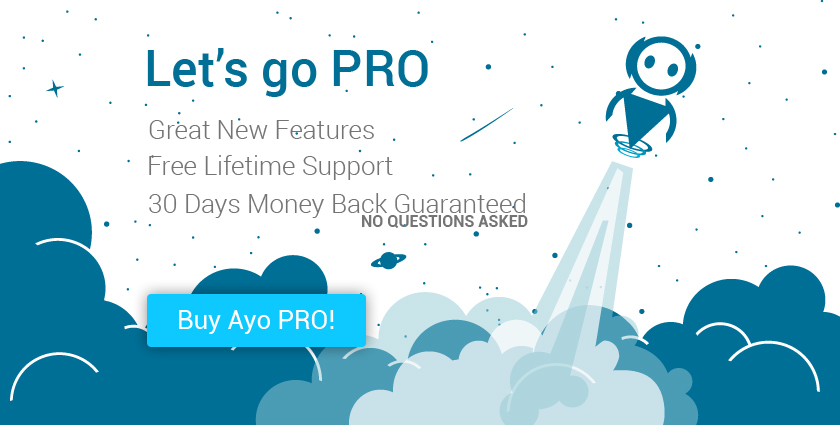 Let's go PRO
Great New Features
Free Lifetime Support
30 Days Money Back Guaranteed
NO QUESTIONS ASKED
Buy Ayo PRO!